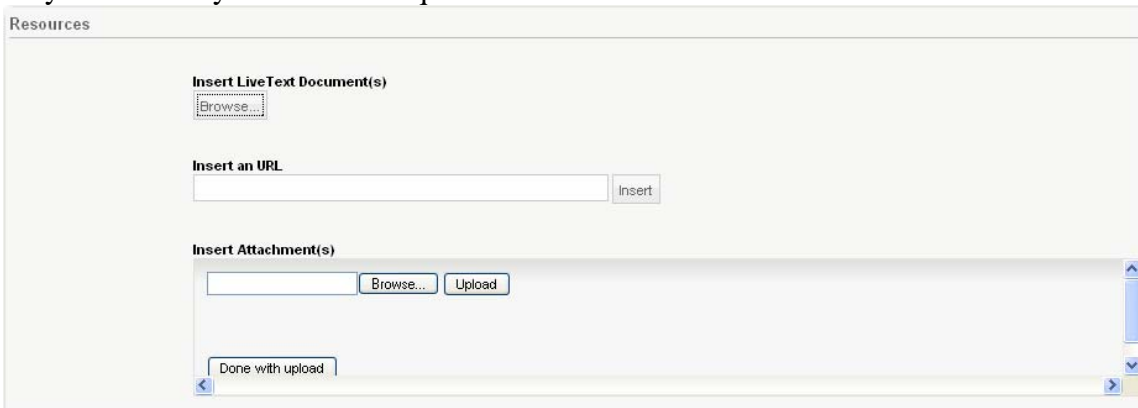 Resources
Insert LiveText Document(s)
Browse...
Insert an URL
Insert
Insert Attachment(s)
Browse... Upload
Done with upload